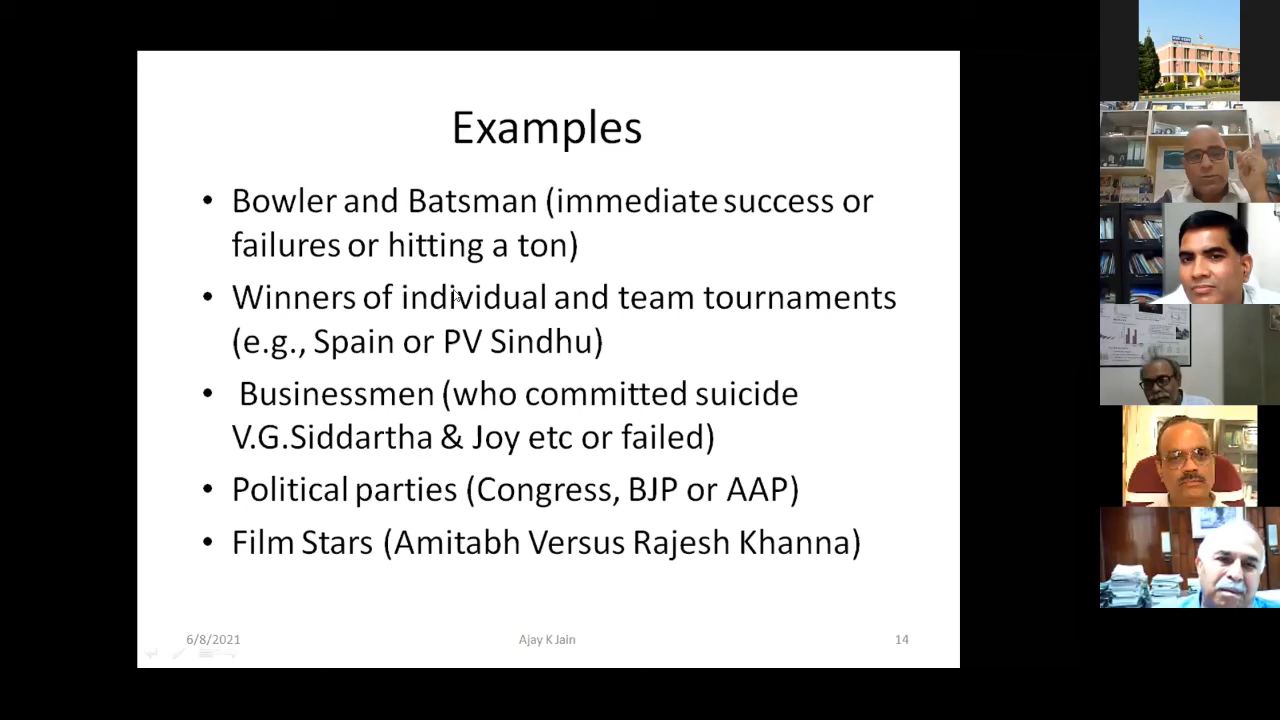 Examples
• Bowler and Batsman (immediate success or
failures or hitting a ton)
• Winners of individual and team tournaments
(e.g., Spain or PV Sindhu)
• Businessmen (who committed suicide
V.G.Siddartha & Joy etc or failed)
• Political parties (Congress, BJP or AAP)
• Film Stars (Amitabh Versus Rajesh Khanna)
6/8/2021
Ajay K Jain
14